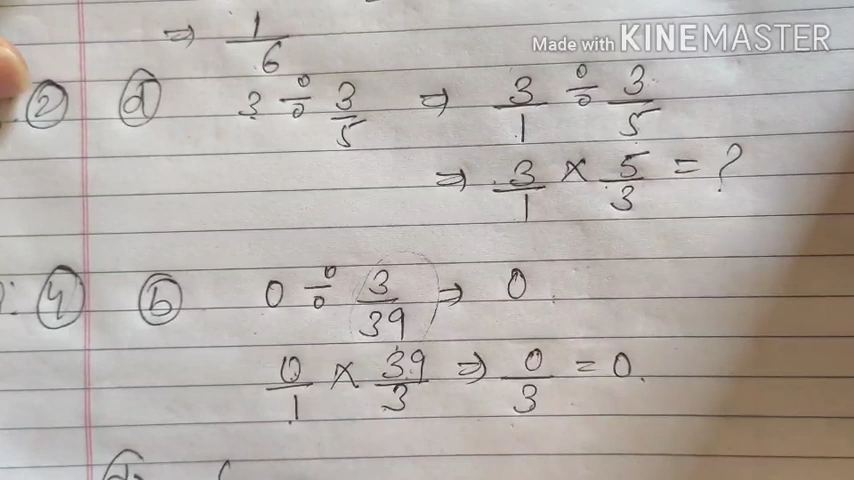 ⇒ 1/6
Made with KINEMASTER
② ⓓ 3 ÷ 3/5 ⇒ 3/1 ÷ 3/5
⇒ 3/1 × 5/3 = ?
④ ⓑ 0 ÷ 3/39 ⇒ 0
0/1 × 39/3 ⇒ 0/3 = 0.